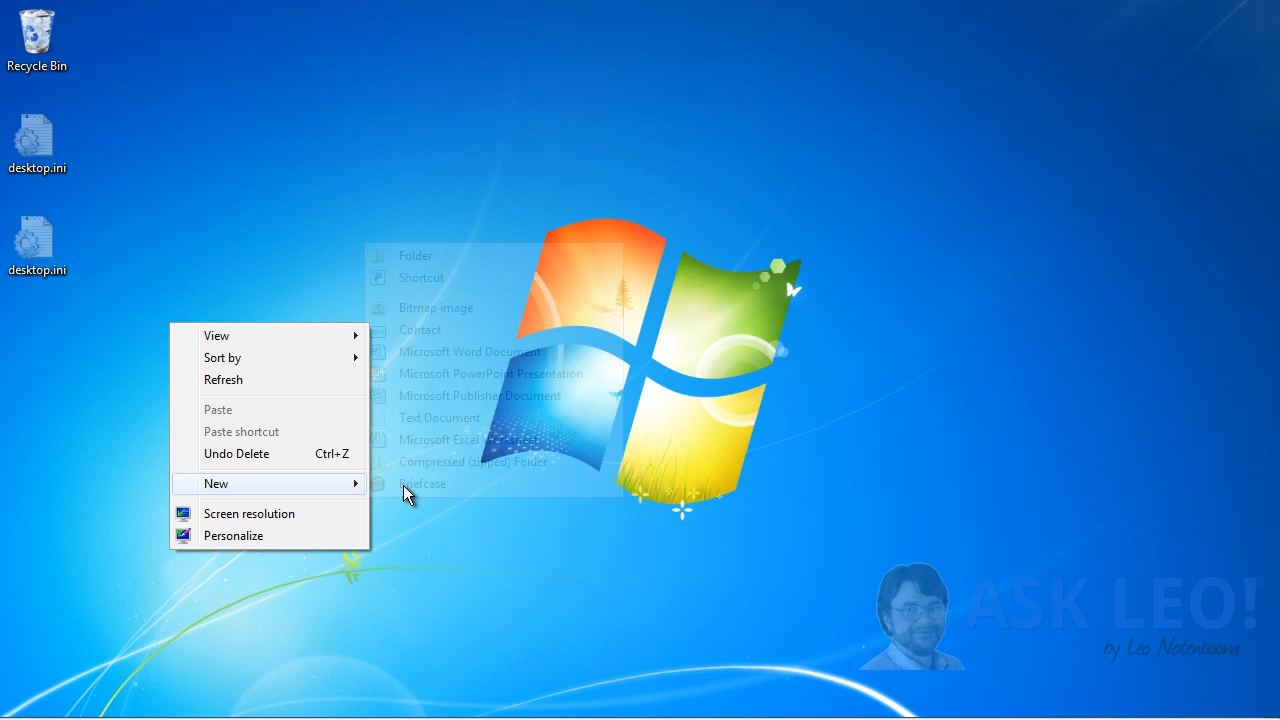 Recycle Bin
desktop.ini
desktop.ini
View
Sort by
Refresh
Paste
Paste shortcut
Undo Delete Ctrl+Z
New
Screen resolution
Personalize
Folder
Shortcut
Bitmap image
Contact
Microsoft Word Document
Microsoft PowerPoint Presentation
Microsoft Publisher Document
Text Document
Microsoft Excel Worksheet
Compressed (zipped) Folder
Briefcase
ASK LEO!
by Leo Notenboom